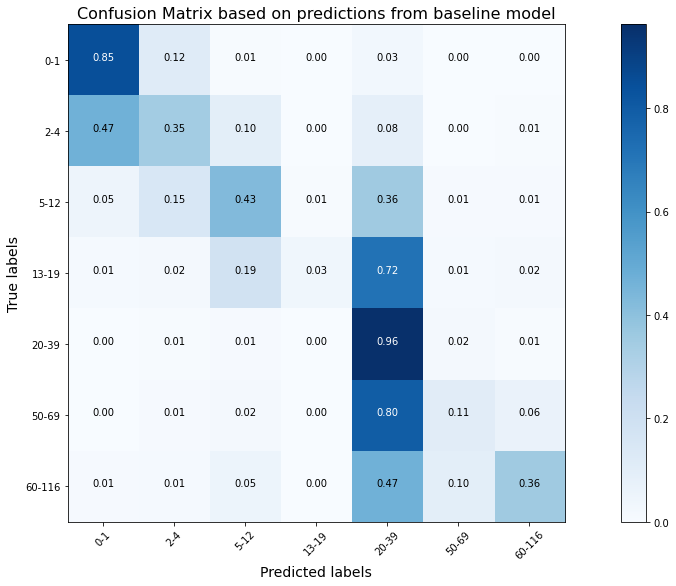 Confusion Matrix based on predictions from baseline model
True labels
0-1 0.85 0.12 0.01 0.00 0.03 0.00 0.00
2-4 0.47 0.35 0.10 0.00 0.08 0.00 0.01
5-12 0.05 0.15 0.43 0.01 0.36 0.01 0.01
13-19 0.01 0.02 0.19 0.03 0.72 0.01 0.02
20-39 0.00 0.01 0.01 0.00 0.96 0.02 0.01
50-69 0.00 0.01 0.02 0.00 0.80 0.11 0.06
60-116 0.01 0.01 0.05 0.00 0.47 0.10 0.36
0-1 2-4 5-12 13-19 20-39 50-69 60-116
Predicted labels
0.8
0.6
0.4
0.2
0.0